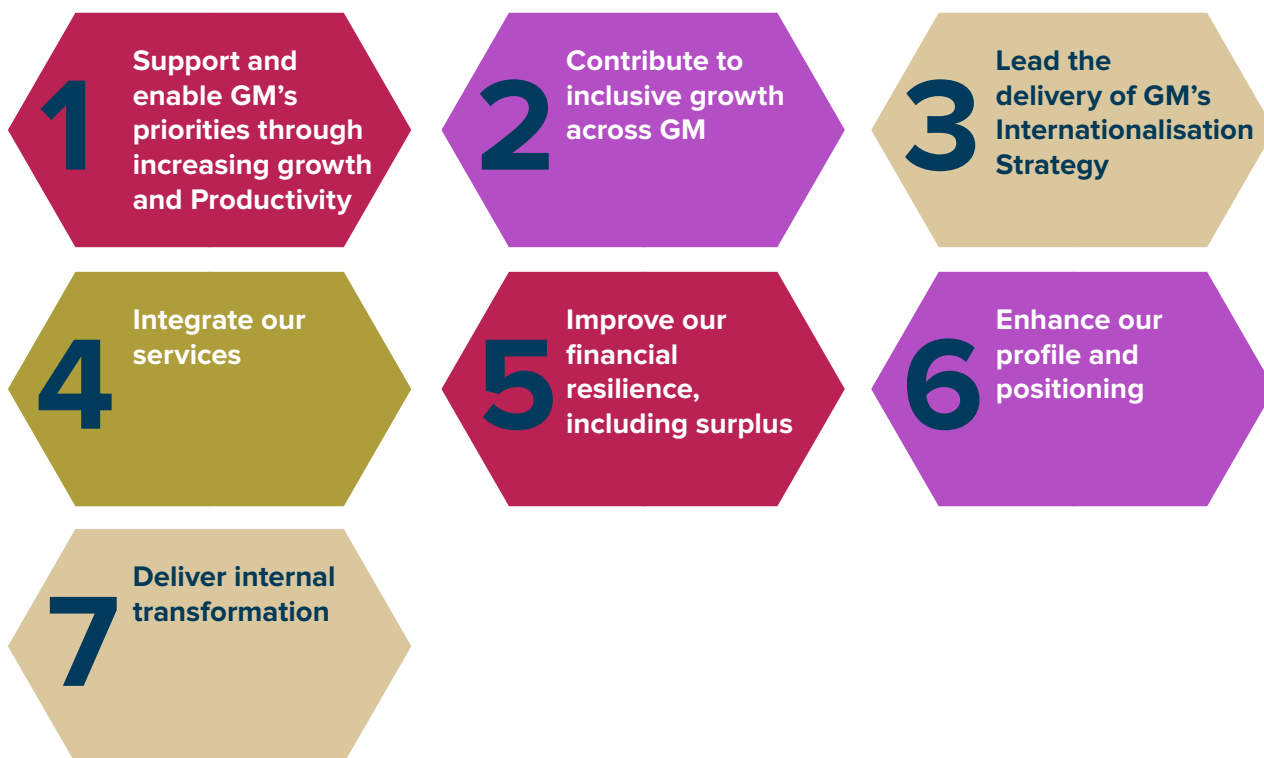 1
Support and
enable GM’s
priorities through
increasing growth
and Productivity
2
Contribute to
inclusive growth
across GM
3
Lead the
delivery of GM’s
Internationalisation
Strategy
4
Integrate our
services
5
Improve our
financial
resilience,
including surplus
6
Enhance our
profile and
positioning
7
Deliver internal
transformation